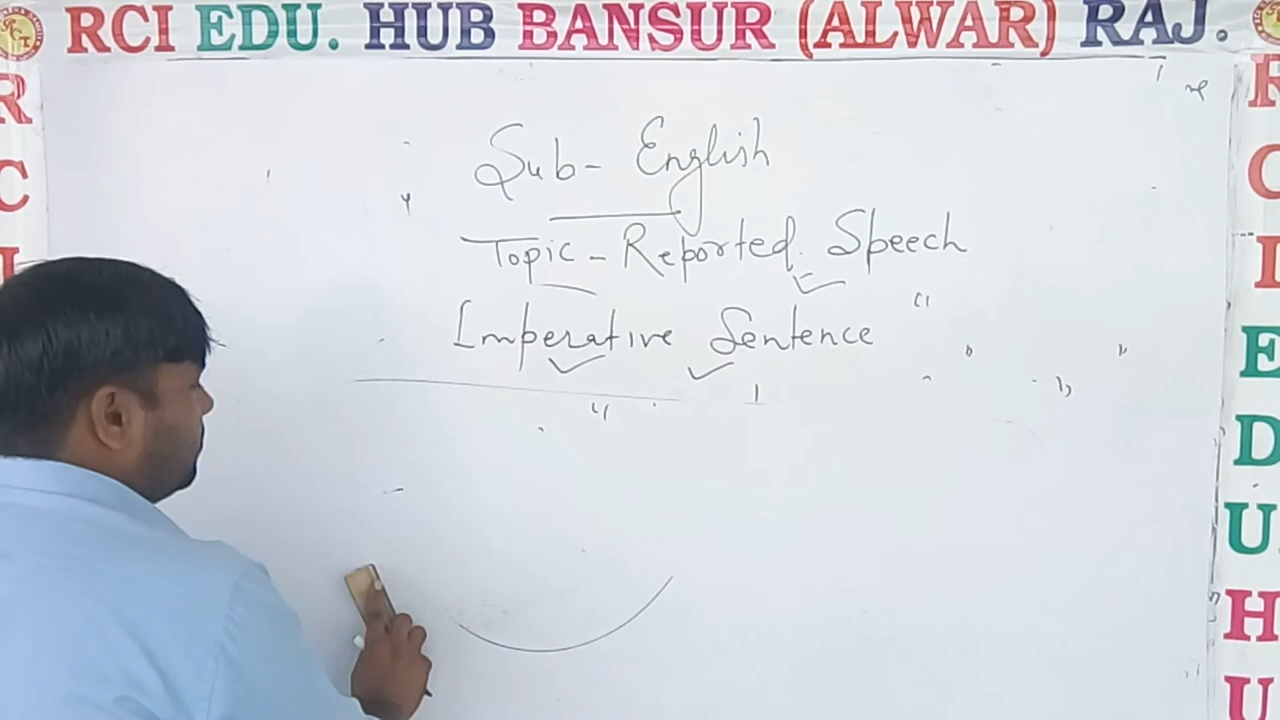 RCI EDU. HUB BANSUR (ALWAR) RAJ.
Sub- English
Topic - Reported Speech
Imperative Sentence
R
C
I
R
C
I
E
D
U.
H
U